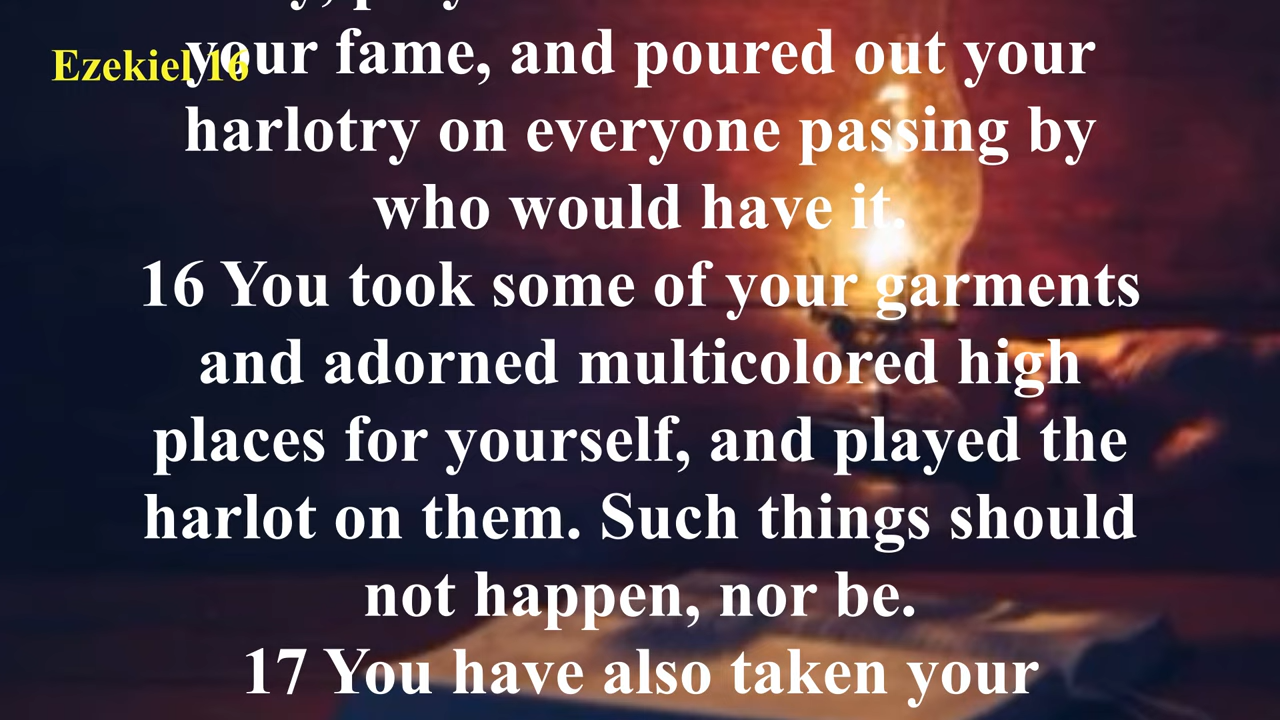 Ezekiel 16
your fame, and poured out your
harlotry on everyone passing by
who would have it.
16 You took some of your garments
and adorned multicolored high
places for yourself, and played the
harlot on them. Such things should
not happen, nor be.
17 You have also taken your